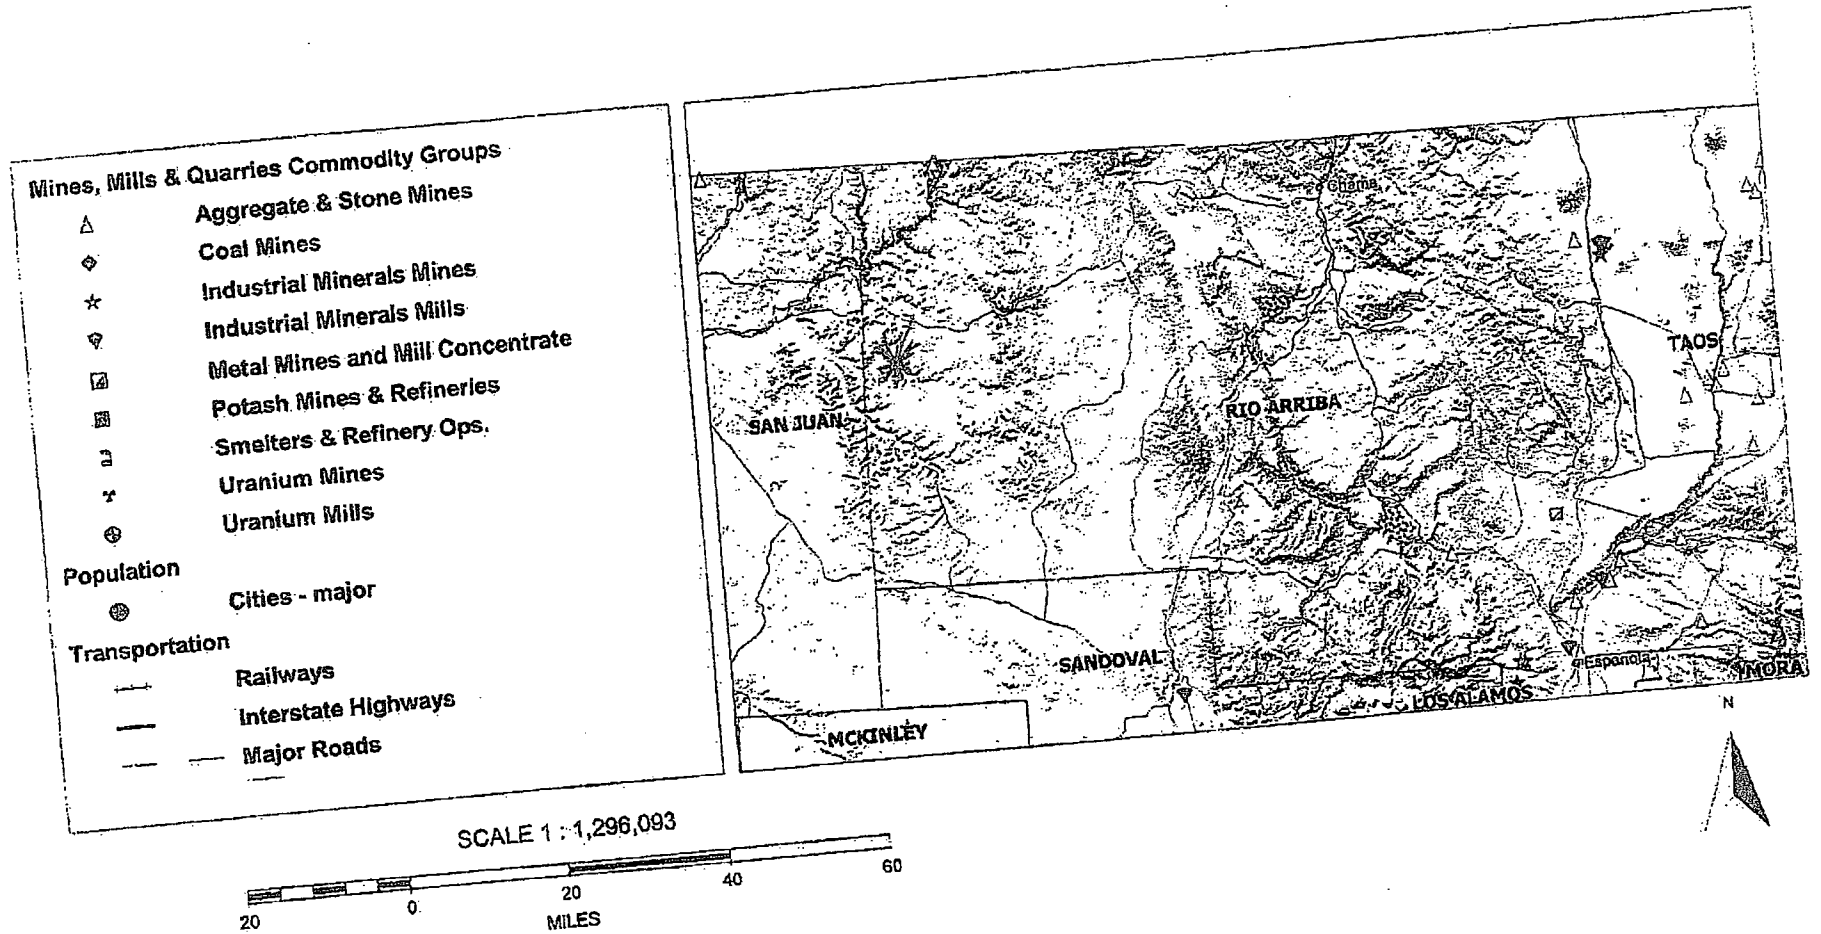 Mines, Mills & Quarries Commodity Groups
Aggregate & Stone Mines
Coal Mines
Industrial Minerals Mines
Industrial Minerals Mills
Metal Mines and Mill Concentrate
Potash Mines & Refineries
Smelters & Refinery Ops.
Uranium Mines
Uranium Mills
Population
Cities - major
Transportation
Railways
Interstate Highways
Major Roads
Chama
TAOS
RIO ARRIBA
SAN JUAN
SANDOVAL
Espanola
MORA
LOS ALAMOS
MCKINLEY
N
SCALE 1 : 1,296,093
20 0 20 40 60
MILES